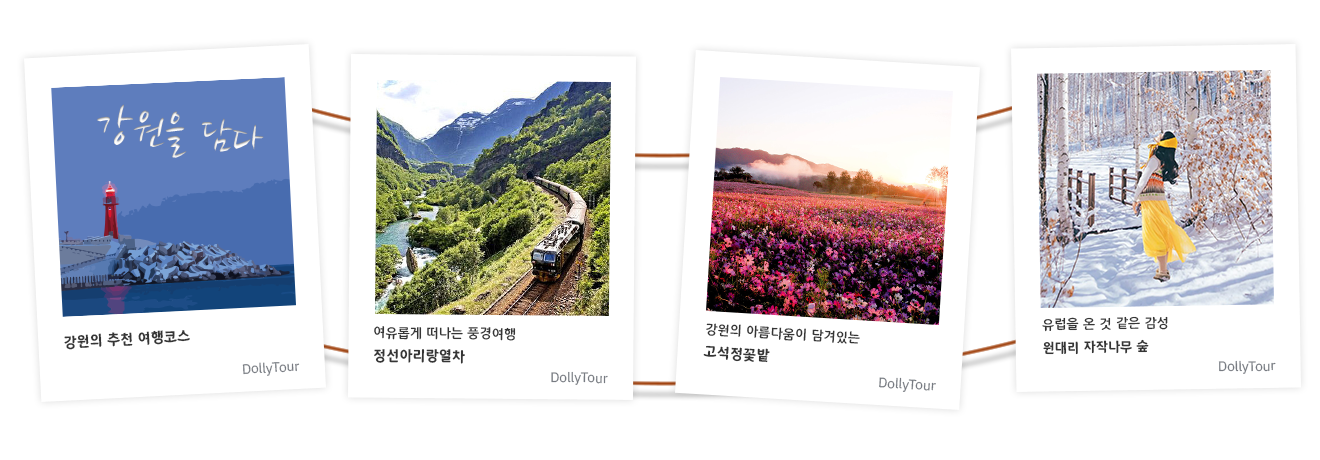 강원을 담다
강원의 추천 여행코스
DollyTour
여유롭게 떠나는 풍경여행
정선아리랑열차
DollyTour
강원의 아름다움이 담겨있는
고석정꽃밭
DollyTour
유럽을 온 것 같은 감성
원대리 자작나무 숲
DollyTour